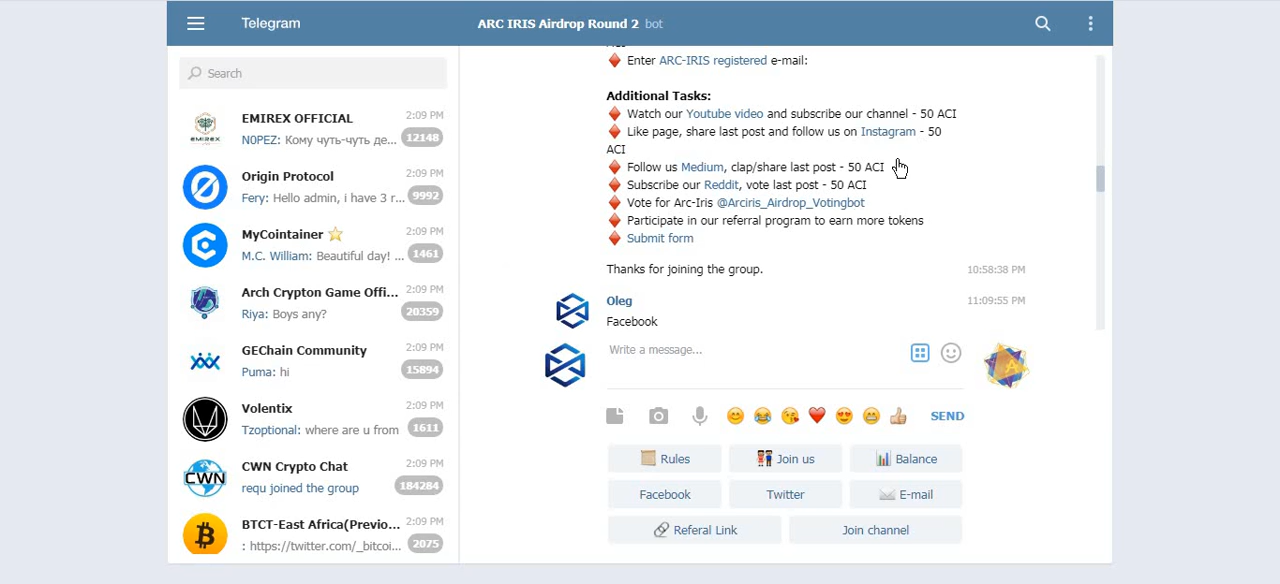 Telegram
ARC IRIS Airdrop Round 2 bot
Search
EMIREX OFFICIAL 2:09 PM
N0PEZ: Кому чуть-чуть де... 12148
EMIREX
Origin Protocol 2:09 PM
Fery: Hello admin, i have 3 r... 9992
MyCointainer 2:09 PM
M.C. William: Beautiful day! ... 1461
Arch Crypton Game Offi... 2:09 PM
Riya: Boys any? 20359
GEChain Community 2:09 PM
Puma: hi 15894
Volentix 2:09 PM
Tzoptional: where are u from 1611
CWN Crypto Chat 2:09 PM
requ joined the group 184284
CWN
BTCT-East Africa(Previo... 2:09 PM
: https://twitter.com/_bitcoi... 2075
Enter ARC-IRIS registered e-mail:
Additional Tasks:
Watch our Youtube video and subscribe our channel - 50 ACI
Like page, share last post and follow us on Instagram - 50
ACI
Follow us Medium, clap/share last post - 50 ACI
Subscribe our Reddit, vote last post - 50 ACI
Vote for Arc-Iris @Arciris_Airdrop_Votingbot
Participate in our referral program to earn more tokens
Submit form
Thanks for joining the group. 10:58:38 PM
Oleg 11:09:55 PM
Facebook
Write a message...
SEND
Rules Join us Balance
Facebook Twitter E-mail
Referal Link Join channel